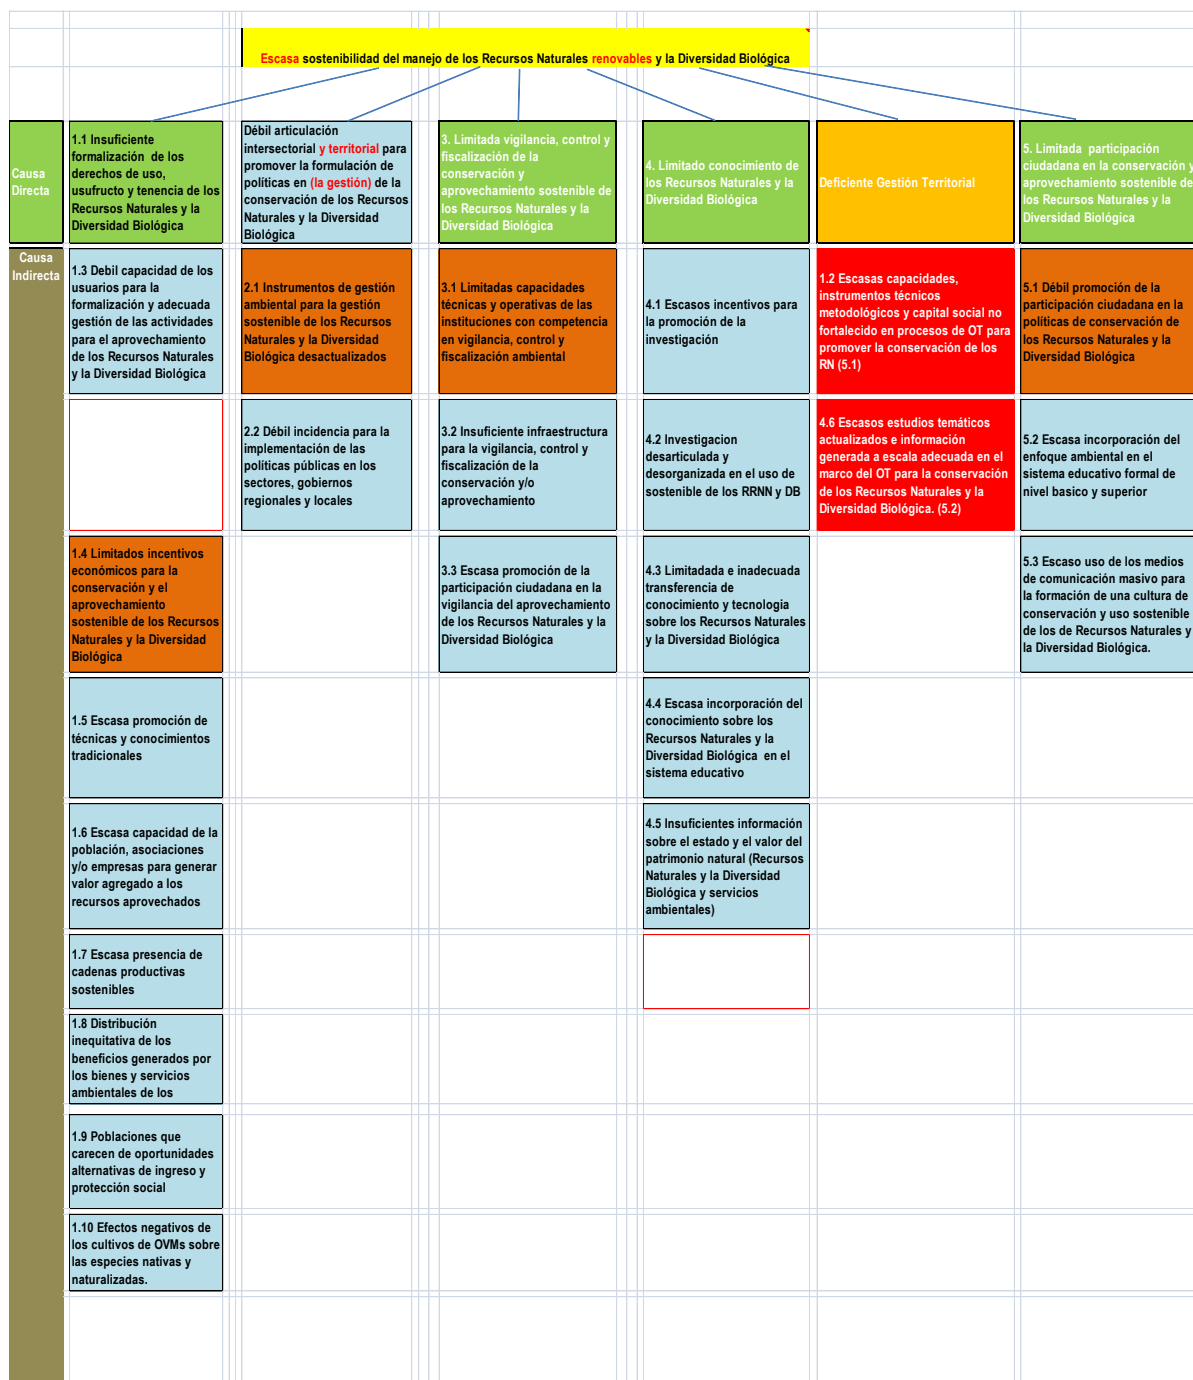 Escasa sostenibilidad del manejo de los Recursos Naturales renovables y la Diversidad Biológica
Causa
Directa
1.1 Insuficiente
formalización de los
derechos de uso,
usufructo y tenencia de los
Recursos Naturales y la
Diversidad Biológica
Débil articulación
intersectorial y territorial para
promover la formulación de
políticas en (la gestión) de la
conservación de los Recursos
Naturales y la Diversidad
Biológica
3. Limitada vigilancia, control y
fiscalización de la
conservación y
aprovechamiento sostenible de
los Recursos Naturales y la
Diversidad Biológica
4. Limitado conocimiento de
los Recursos Naturales y la
Diversidad Biológica
Deficiente Gestión Territorial
5. Limitada participación
ciudadana en la conservación y
aprovechamiento sostenible de
los Recursos Naturales y la
Diversidad Biológica
Causa
Indirecta
1.3 Debil capacidad de los
usuarios para la
formalización y adecuada
gestión de las actividades
para el aprovechamiento
de los Recursos Naturales
y la Diversidad Biológica
2.1 Instrumentos de gestión
ambiental para la gestión
sostenible de los Recursos
Naturales y la Diversidad
Biológica desactualizados
3.1 Limitadas capacidades
técnicas y operativas de las
instituciones con competencia
en vigilancia, control y
fiscalización ambiental
4.1 Escasos incentivos para
la promoción de la
investigación
1.2 Escasas capacidades,
instrumentos técnicos
metodológicos y capital social no
fortalecido en procesos de OT para
promover la conservación de los
RN (5.1)
5.1 Débil promoción de la
participación ciudadana en la
políticas de conservación de
los Recursos Naturales y la
Diversidad Biológica
2.2 Débil incidencia para la
implementación de las
políticas públicas en los
sectores, gobiernos
regionales y locales
3.2 Insuficiente infraestructura
para la vigilancia, control y
fiscalización de la
conservación y/o
aprovechamiento
4.2 Investigacion
desarticulada y
desorganizada en el uso de
sostenible de los RRNN y DB
4.6 Escasos estudios temáticos
actualizados e información
generada a escala adecuada en el
marco del OT para la conservación
de los Recursos Naturales y la
Diversidad Biológica. (5.2)
5.2 Escasa incorporación del
enfoque ambiental en el
sistema educativo formal de
nivel basico y superior
1.4 Limitados incentivos
económicos para la
conservación y el
aprovechamiento
sostenible de los Recursos
Naturales y la Diversidad
Biológica
3.3 Escasa promoción de la
participación ciudadana en la
vigilancia del aprovechamiento
de los Recursos Naturales y la
Diversidad Biológica
4.3 Limitadada e inadecuada
transferencia de
conocimiento y tecnologia
sobre los Recursos Naturales
y la Diversidad Biológica
5.3 Escaso uso de los medios
de comunicación masivo para
la formación de una cultura de
conservación y uso sostenible
de los de Recursos Naturales y
la Diversidad Biológica.
1.5 Escasa promoción de
técnicas y conocimientos
tradicionales
4.4 Escasa incorporación del
conocimiento sobre los
Recursos Naturales y la
Diversidad Biológica en el
sistema educativo
1.6 Escasa capacidad de la
población, asociaciones
y/o empresas para generar
valor agregado a los
recursos aprovechados
4.5 Insuficientes información
sobre el estado y el valor del
patrimonio natural (Recursos
Naturales y la Diversidad
Biológica y servicios
ambientales)
1.7 Escasa presencia de
cadenas productivas
sostenibles
1.8 Distribución
inequitativa de los
beneficios generados por
los bienes y servicios
ambientales de los
1.9 Poblaciones que
carecen de oportunidades
alternativas de ingreso y
protección social
1.10 Efectos negativos de
los cultivos de OVMs sobre
las especies nativas y
naturalizadas.